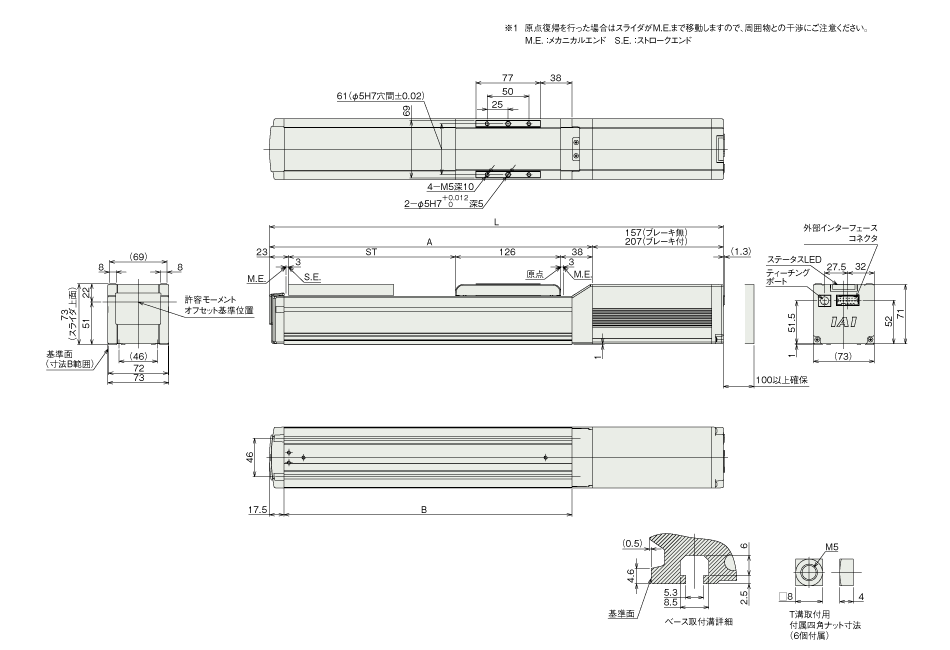 ※1 原点復帰を行った場合はスライダがM.E.まで移動しますので、周囲物との干渉にご注意ください。
M.E.：メカニカルエンド S.E.：ストロークエンド
77
38
61(φ5H7穴間±0.02)
50
25
69
4－M5深10
2－φ5H7 +0.012 0 深5
L
A
157(ブレーキ無)
207(ブレーキ付)
(1.3)
23
ST
126
38
3
3
M.E.
S.E.
原点
M.E.
1
100以上確保
(69)
8
8
73
(スライダ上面)
22
51
許容モーメント
オフセット基準位置
基準面
(寸法B範囲)
(46)
72
73
外部インターフェース
コネクタ
ステータスLED
27.5
32
ティーチング
ポート
51.5
1
IAI
52
71
(73)
46
17.5
B
(0.5)
4.6
6
2.5
5.3
8.5
基準面
ベース取付溝詳細
M5
□8
4
T溝取付用
付属四角ナット寸法
(6個付属)